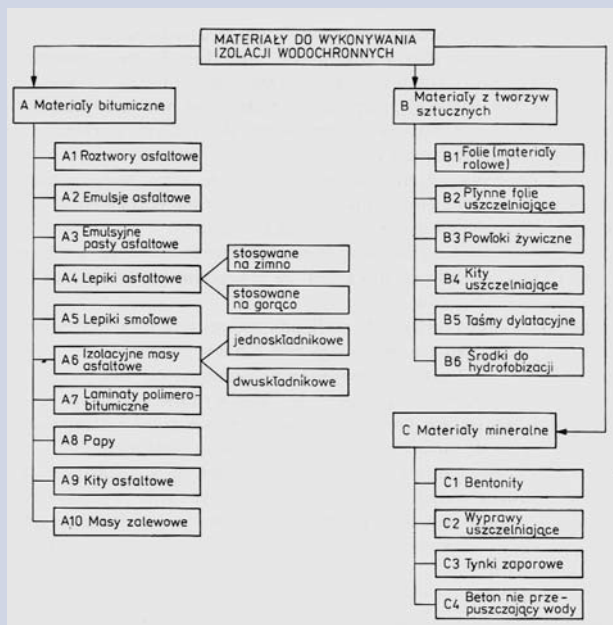 MATERIAŁY DO WYKONYWANIA
IZOLACJI WODOCHRONNYCH
A Materiały bitumiczne
A1 Roztwory asfaltowe
A2 Emulsje asfaltowe
A3 Emulsyjne
pasty asfaltowe
A4 Lepiki asfaltowe
stosowane
na zimno
stosowane
na gorąco
A5 Lepiki smołowe
A6 Izolacyjne masy
asfaltowe
jednoskładnikowe
dwuskładnikowe
A7 Laminaty polimero-
bitumiczne
A8 Papy
A9 Kity asfaltowe
A10 Masy zalewowe
B Materiały z tworzyw
sztucznych
B1 Folie (materiały
rolowe)
B2 Płynne folie
uszczelniające
B3 Powłoki żywiczne
B4 Kity
uszczelniające
B5 Taśmy dylatacyjne
B6 Środki do
hydrofobizacji
C Materiały mineralne
C1 Bentonity
C2 Wyprawy
uszczelniające
C3 Tynki zaporowe
C4 Beton nie prze-
puszczający wody